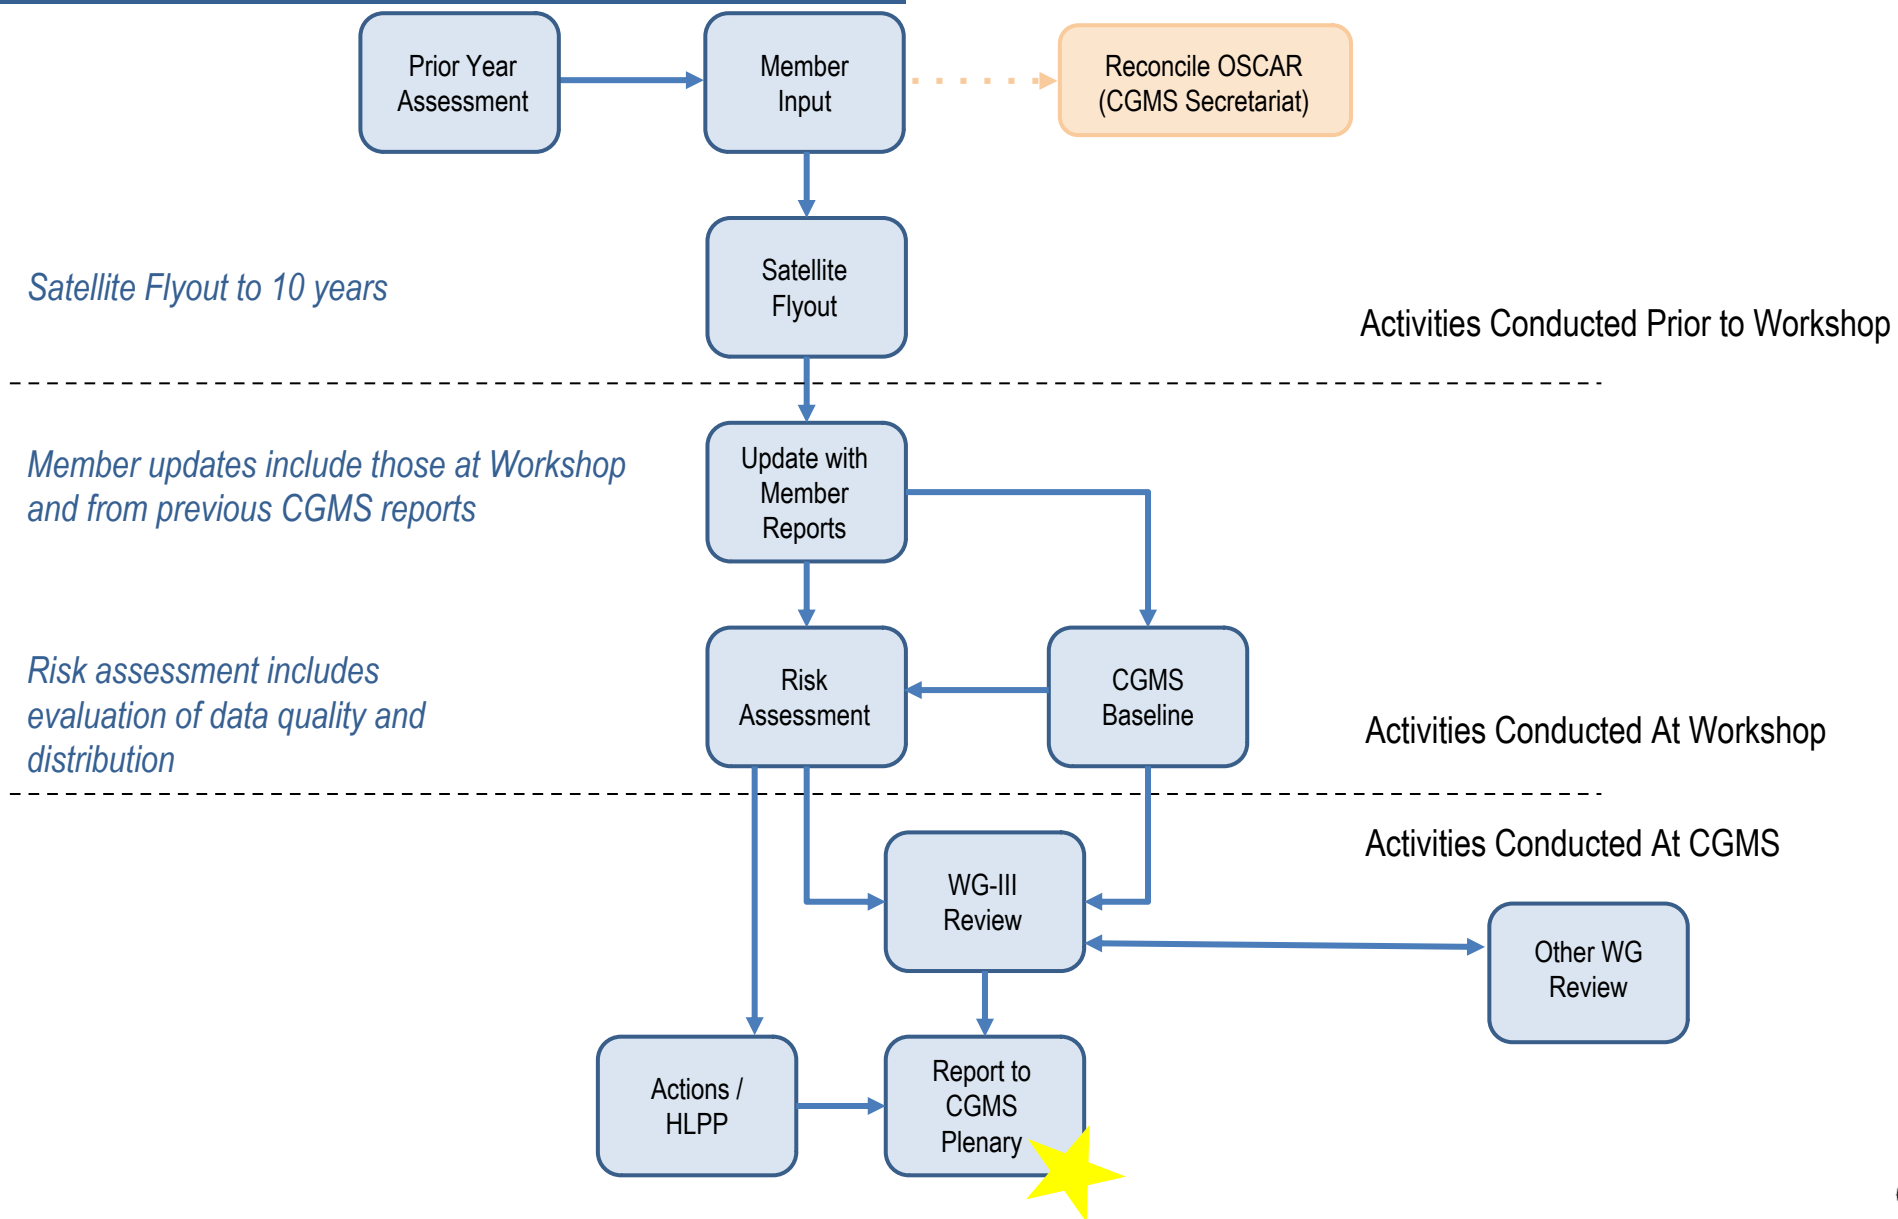 Prior Year
Assessment
Member
Input
Reconcile OSCAR
(CGMS Secretariat)
Satellite Flyout to 10 years
Satellite
Flyout
Activities Conducted Prior to Workshop
Member updates include those at Workshop
and from previous CGMS reports
Update with
Member
Reports
Risk assessment includes
evaluation of data quality and
distribution
Risk
Assessment
CGMS
Baseline
Activities Conducted At Workshop
Activities Conducted At CGMS
WG-III
Review
Other WG
Review
Actions /
HLPP
Report to
CGMS
Plenary